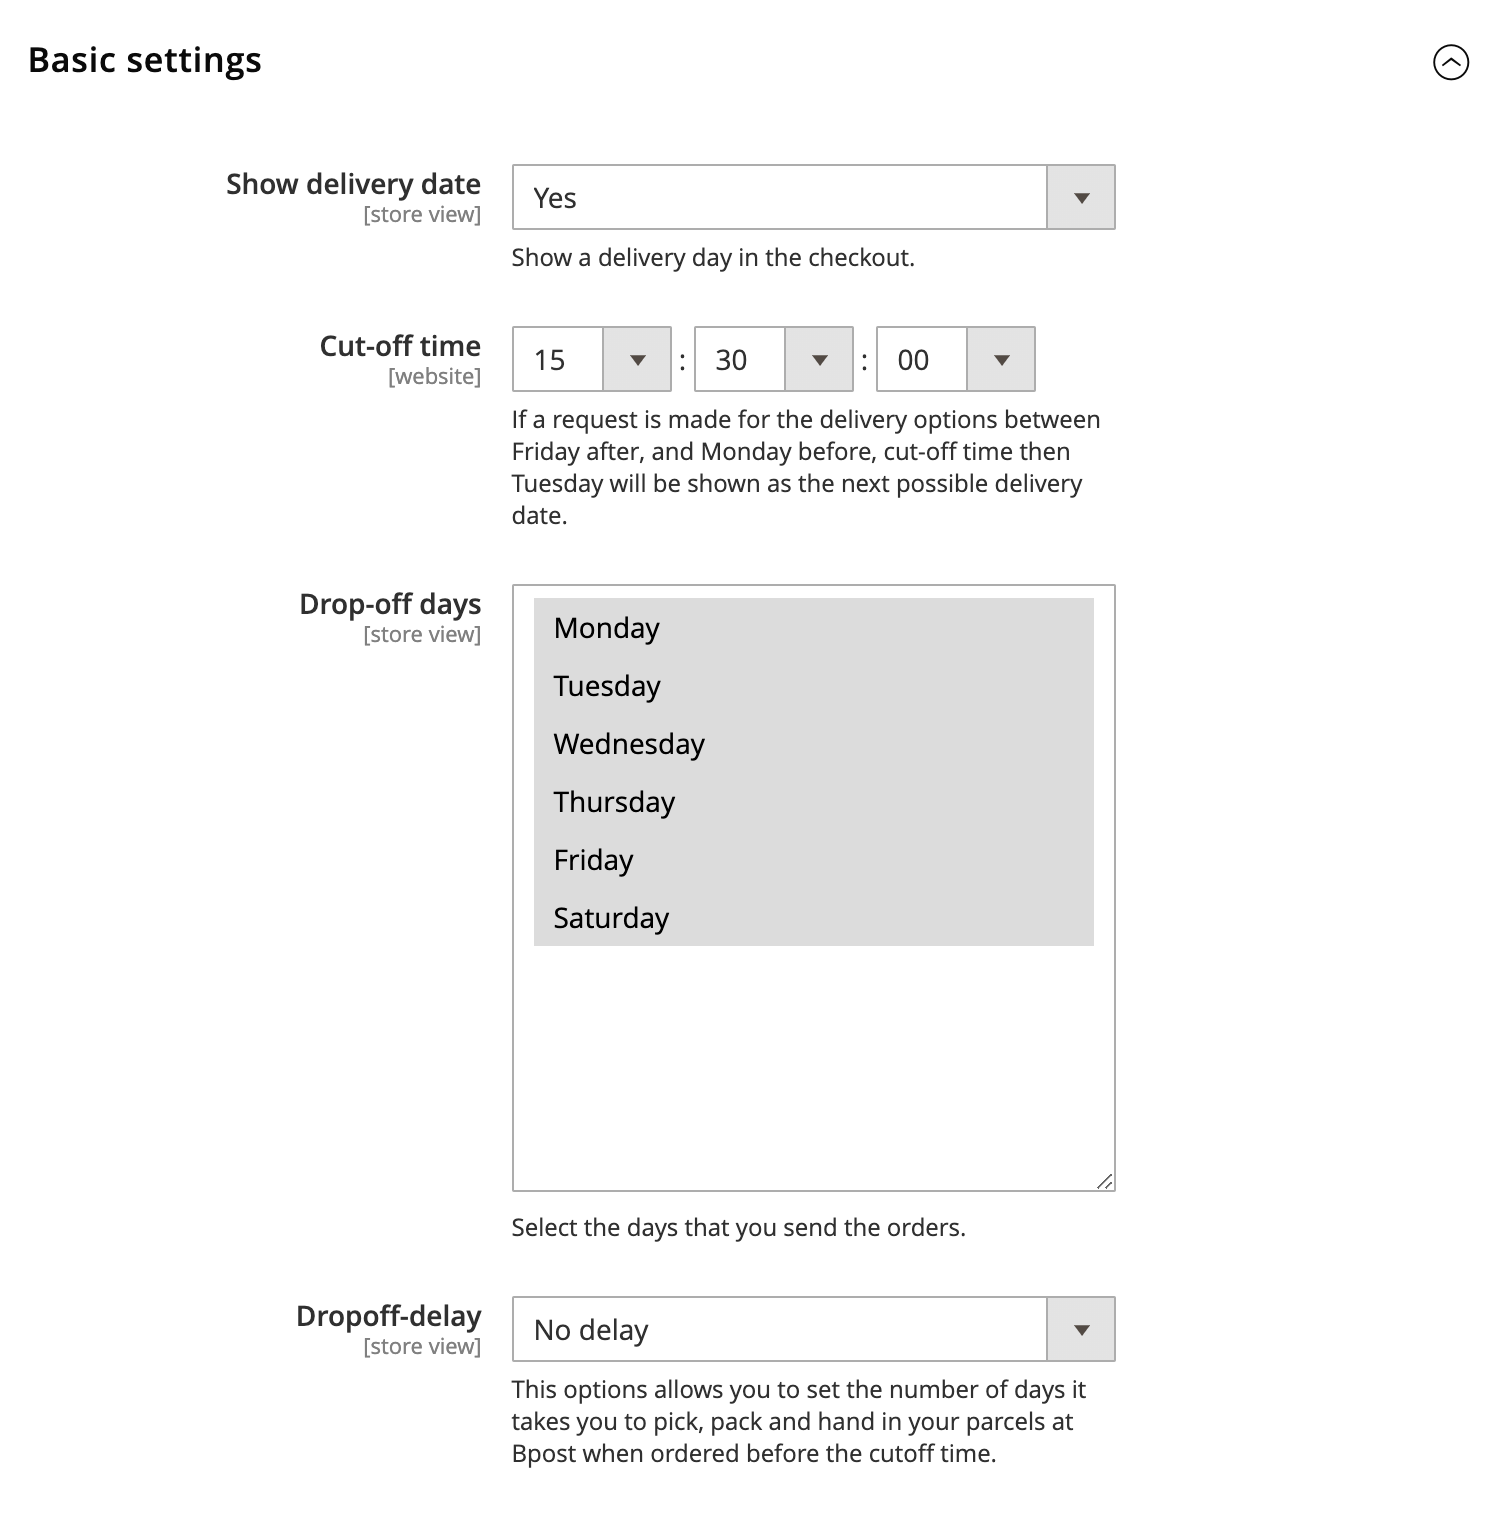 Basic settings
Show delivery date
[store view]
Yes
Show a delivery day in the checkout.
Cut-off time
[website]
15 : 30 : 00
If a request is made for the delivery options between
Friday after, and Monday before, cut-off time then
Tuesday will be shown as the next possible delivery
date.
Drop-off days
[store view]
Monday
Tuesday
Wednesday
Thursday
Friday
Saturday
Select the days that you send the orders.
Dropoff-delay
[store view]
No delay
This options allows you to set the number of days it
takes you to pick, pack and hand in your parcels at
Bpost when ordered before the cutoff time.